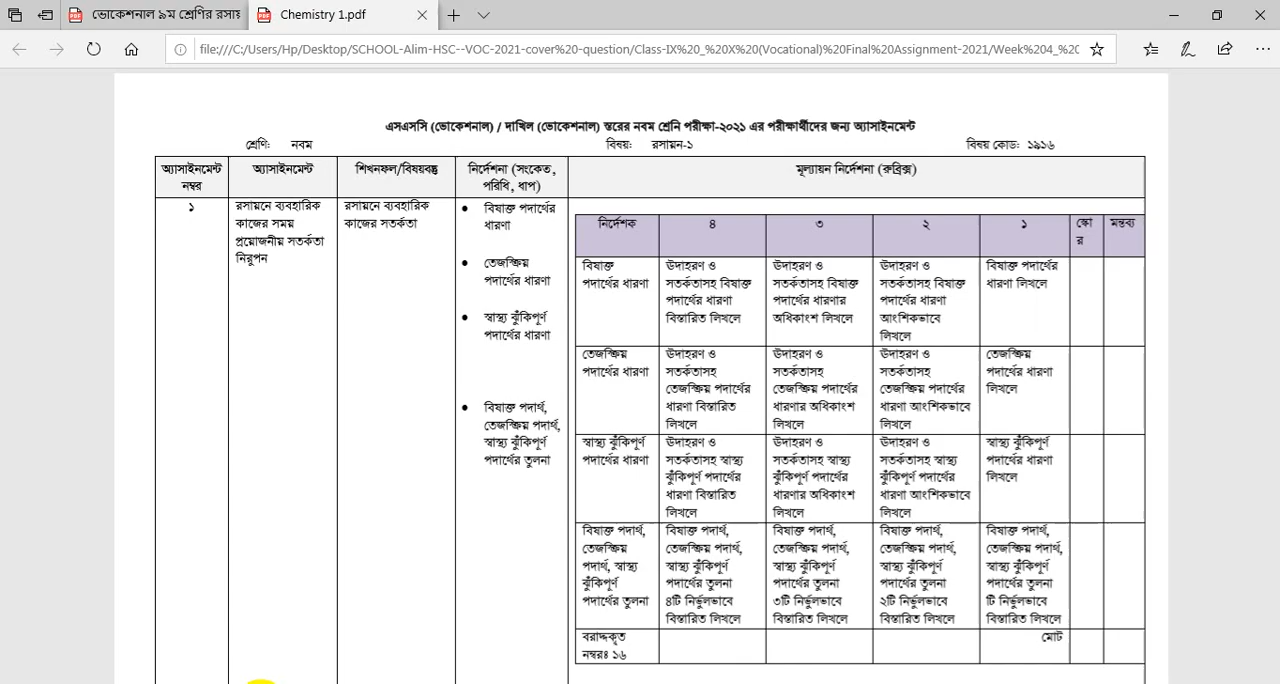 ভোকেশনাল ৯ম শ্রেণির রসায়
Chemistry 1.pdf
file:///C:/Users/Hp/Desktop/SCHOOL-Alim-HSC--VOC-2021-cover%20-question/Class-IX%20_%20X%20(Vocational)%20Final%20Assignment-2021/Week%204_%20
এসএসসি (ভোকেশনাল) / দাখিল (ভোকেশনাল) স্তরের নবম শ্রেনি পরীক্ষা-২০২১ এর পরীক্ষার্থীদের জন্য অ্যাসাইনমেন্ট
শ্রেণি: নবম বিষয়: রসায়ন-১ বিষয় কোড: ১৯১৬
অ্যাসাইনমেন্ট
নম্বর
অ্যাসাইনমেন্ট
শিখনফল/বিষয়বস্তু
নির্দেশনা (সংকেত,
পরিধি, ধাপ)
মূল্যায়ন নির্দেশনা (রুব্রিক্স)
১
রসায়নে ব্যবহারিক
কাজের সময়
প্রয়োজনীয় সতর্কতা
নিরুপন
রসায়নে ব্যবহারিক
কাজের সতর্কতা
• বিষাক্ত পদার্থের
ধারণা
• তেজস্ক্রিয়
পদার্থের ধারণা
• স্বাস্থ্য ঝুঁকিপূর্ণ
পদার্থের ধারণা
• বিষাক্ত পদার্থ,
তেজস্ক্রিয় পদার্থ,
স্বাস্থ্য ঝুঁকিপূর্ণ
পদার্থের তুলনা
নির্দেশক
৪
৩
২
১
স্কো
র
মন্তব্য
বিষাক্ত
পদার্থের ধারণা
উদাহরণ ও
সতর্কতাসহ বিষাক্ত
পদার্থের ধারণা
বিস্তারিত লিখলে
উদাহরণ ও
সতর্কতাসহ বিষাক্ত
পদার্থের ধারণার
অধিকাংশ লিখলে
উদাহরণ ও
সতর্কতাসহ বিষাক্ত
পদার্থের ধারণা
আংশিকভাবে
লিখলে
বিষাক্ত পদার্থের
ধারণা লিখলে
তেজস্ক্রিয়
পদার্থের ধারণা
উদাহরণ ও
সতর্কতাসহ
তেজস্ক্রিয় পদার্থের
ধারণা বিস্তারিত
লিখলে
উদাহরণ ও
সতর্কতাসহ
তেজস্ক্রিয় পদার্থের
ধারণার অধিকাংশ
লিখলে
উদাহরণ ও
সতর্কতাসহ
তেজস্ক্রিয় পদার্থের
ধারণা আংশিকভাবে
লিখলে
তেজস্ক্রিয়
পদার্থের ধারণা
লিখলে
স্বাস্থ্য ঝুঁকিপূর্ণ
পদার্থের ধারণা
উদাহরণ ও
সতর্কতাসহ স্বাস্থ্য
ঝুঁকিপূর্ণ পদার্থের
ধারণা বিস্তারিত
লিখলে
উদাহরণ ও
সতর্কতাসহ স্বাস্থ্য
ঝুঁকিপূর্ণ পদার্থের
ধারণার অধিকাংশ
লিখলে
উদাহরণ ও
সতর্কতাসহ স্বাস্থ্য
ঝুঁকিপূর্ণ পদার্থের
ধারণা আংশিকভাবে
লিখলে
স্বাস্থ্য ঝুঁকিপূর্ণ
পদার্থের ধারণা
লিখলে
বিষাক্ত পদার্থ,
তেজস্ক্রিয়
পদার্থ, স্বাস্থ্য
ঝুঁকিপূর্ণ
পদার্থের তুলনা
বিষাক্ত পদার্থ,
তেজস্ক্রিয় পদার্থ,
স্বাস্থ্য ঝুঁকিপূর্ণ
পদার্থের তুলনা
৪টি নির্ভুলভাবে
বিস্তারিত লিখলে
বিষাক্ত পদার্থ,
তেজস্ক্রিয় পদার্থ,
স্বাস্থ্য ঝুঁকিপূর্ণ
পদার্থের তুলনা
৩টি নির্ভুলভাবে
বিস্তারিত লিখলে
বিষাক্ত পদার্থ,
তেজস্ক্রিয় পদার্থ,
স্বাস্থ্য ঝুঁকিপূর্ণ
পদার্থের তুলনা
২টি নির্ভুলভাবে
বিস্তারিত লিখলে
বিষাক্ত পদার্থ,
তেজস্ক্রিয় পদার্থ,
স্বাস্থ্য ঝুঁকিপূর্ণ
পদার্থের তুলনা
টি নির্ভুলভাবে
বিস্তারিত লিখলে
বরাদ্দকৃত
নম্বরঃ ১৬
মোট